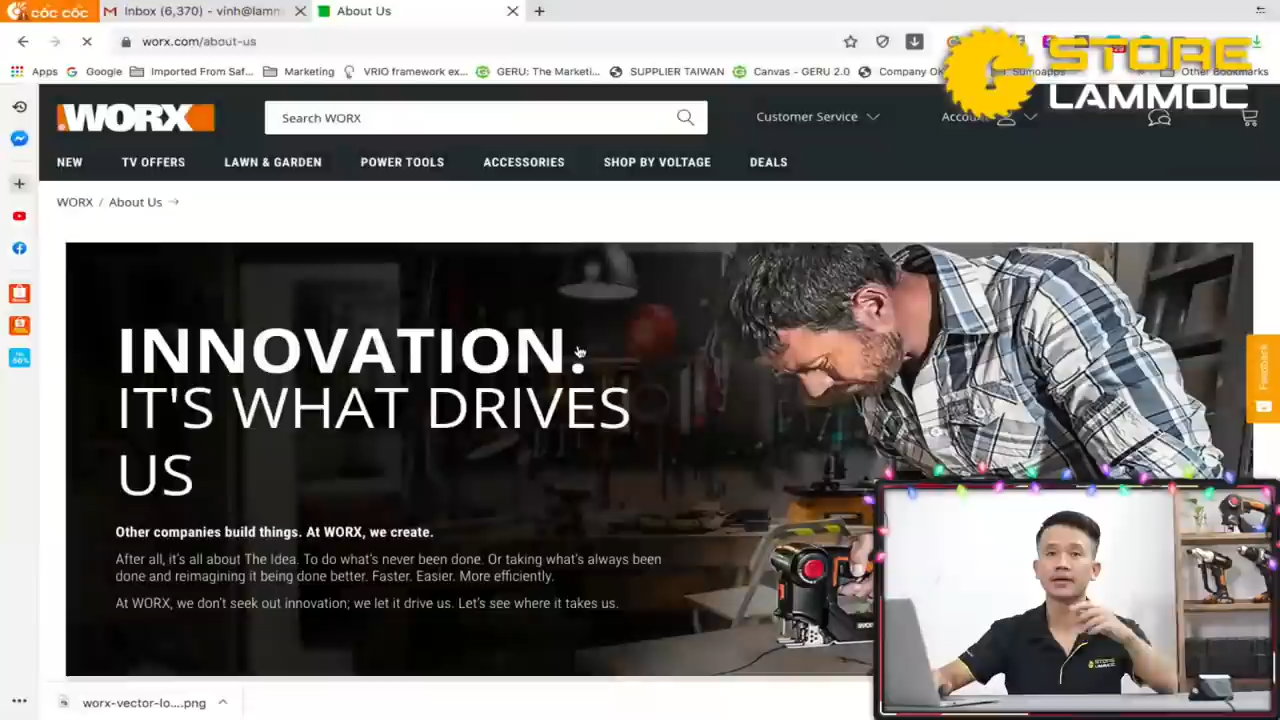 cốc cốc
Inbox (6,370) - vinh@lamm
About Us
worx.com/about-us
STORE
LAMMOC
Apps
Google
Imported From Saf...
Marketing
VRIO framework ex...
GERU: The Marketi...
SUPPLIER TAIWAN
Canvas - GERU 2.0
Company OK
Sumoapps
Other Bookmarks
WORX
Search WORX
Customer Service
Accou
NEW
TV OFFERS
LAWN & GARDEN
POWER TOOLS
ACCESSORIES
SHOP BY VOLTAGE
DEALS
WORX / About Us
INNOVATION:
IT'S WHAT DRIVES
US
Other companies build things. At WORX, we create.
After all, it's all about The Idea. To do what's never been done. Or taking what's always been
done and reimagining it being done better. Faster. Easier. More efficiently.
At WORX, we don't seek out innovation; we let it drive us. Let's see where it takes us.
Feedback
STORE
LAMMOC
worx-vector-lo....png